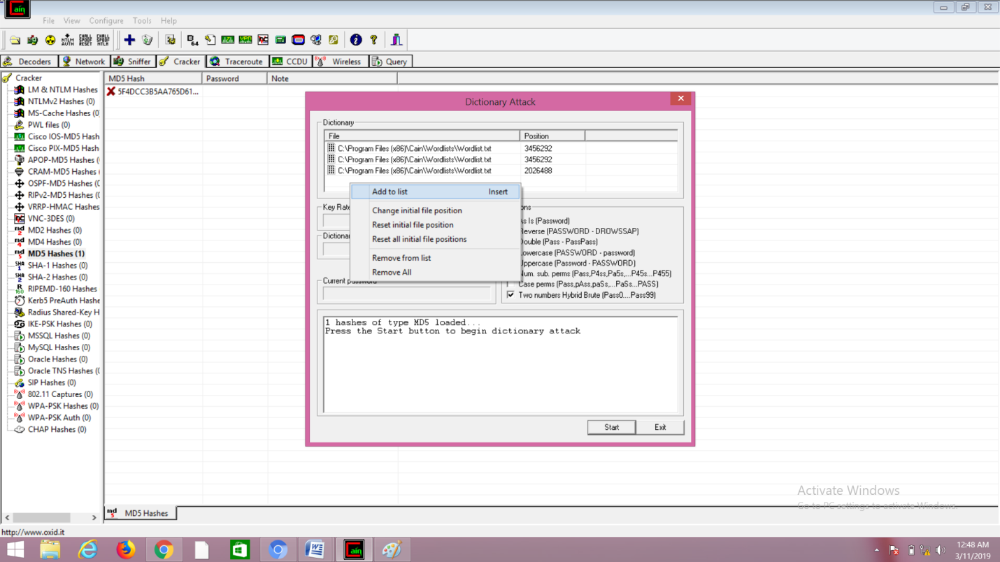 Cain
File View Configure Tools Help
NTLM AUTH CHALL SPOOF RESET CHALL SPOOF NTLM B64
Decoders Network Sniffer Cracker Traceroute CCDU Wireless Query
Cracker
LM & NTLM Hashes
NTLMv2 Hashes (0)
MS-Cache Hashes (0
PWL files (0)
Cisco IOS-MD5 Hash
Cisco PIX-MD5 Hash
APOP-MD5 Hashes (
CRAM-MD5 Hashes
OSPF-MD5 Hashes (0
RIPv2-MD5 Hashes (0
VRRP-HMAC Hashes
VNC-3DES (0)
MD2 Hashes (0)
MD4 Hashes (0)
MD5 Hashes (1)
SHA-1 Hashes (0)
SHA-2 Hashes (0)
RIPEMD-160 Hashes
Kerb5 PreAuth Hashe
Radius Shared-Key H
IKE-PSK Hashes (0)
MSSQL Hashes (0)
MySQL Hashes (0)
Oracle Hashes (0)
Oracle TNS Hashes (0
SIP Hashes (0)
802.11 Captures (0)
WPA-PSK Hashes (0)
WPA-PSK Auth (0)
CHAP Hashes (0)
MD5 Hash Password Note
5F4DCC3B5AA765D61...
Dictionary Attack
Dictionary
File Position
C:\Program Files (x86)\Cain\Wordlists\Wordlist.txt 3456292
C:\Program Files (x86)\Cain\Wordlists\Wordlist.txt 3456292
C:\Program Files (x86)\Cain\Wordlists\Wordlist.txt 2026488
Add to list Insert
Change initial file position
Reset initial file position
Reset all initial file positions
Remove from list
Remove All
Key Rate
Dictionar
Current password
ons
As Is (Password)
Reverse (PASSWORD - DROWSSAP)
Double (Pass - PassPass)
Lowercase (PASSWORD - password)
Uppercase (Password - PASSWORD)
Num. sub. perms (Pass,P4ss,Pa5s,...P45s...P455)
Case perms (Pass,pAss,paSs,...PaSs...PASS)
Two numbers Hybrid Brute (Pass0....Pass99)
1 hashes of type MD5 loaded...
Press the Start button to begin dictionary attack
Start Exit
MD5 Hashes
Activate Windows
Go to PC settings to activate Windows.
http://www.oxid.it
12:48 AM
3/11/2019